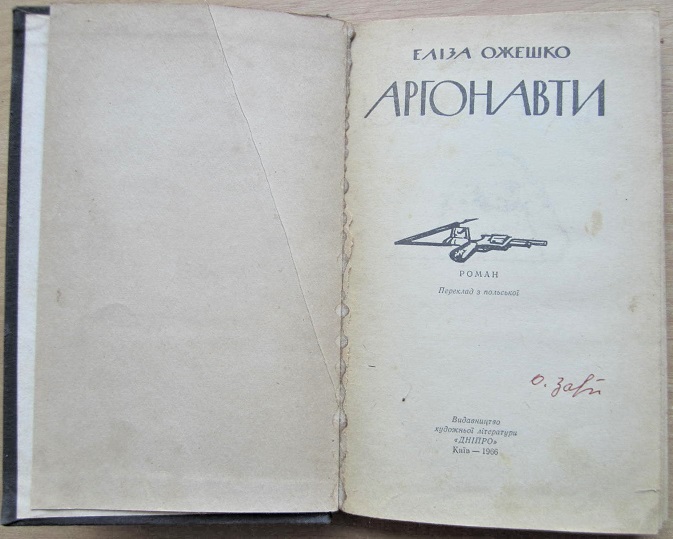 ЕЛІЗА ОЖЕШКО
АРГОНАВТИ
РОМАН
Переклад з польської
Видавництво
художньої літератури
«ДНІПРО»
Київ — 1966